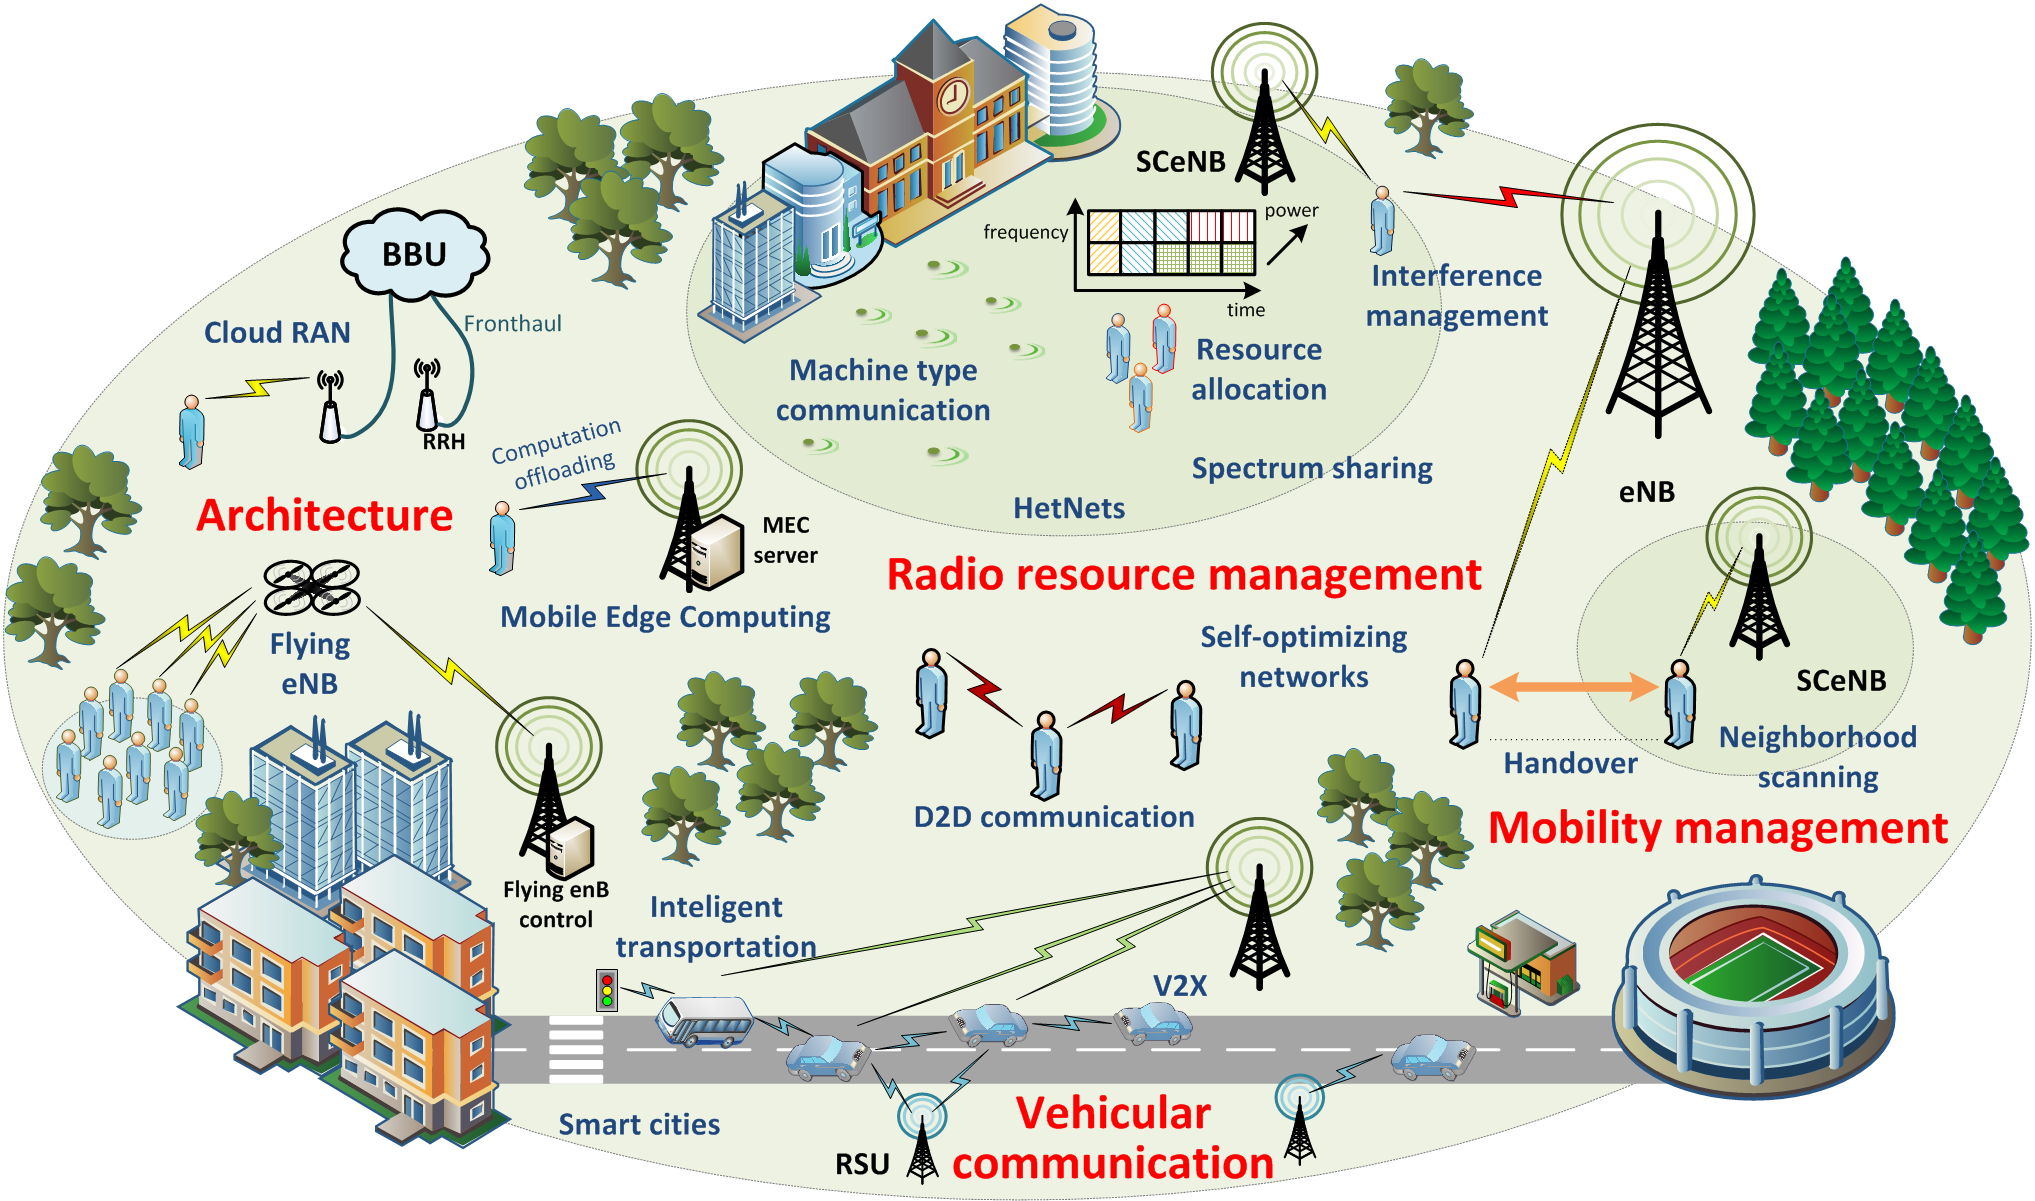 SCeNB
power
frequency
time
BBU
Cloud RAN
Fronthaul
RRH
Interference
management
Resource
allocation
Machine type
communication
Computation
offloading
Spectrum sharing
HetNets
eNB
Architecture
MEC
server
Mobile Edge Computing
Radio resource management
Flying
eNB
Self-optimizing
networks
SCeNB
Neighborhood
scanning
Handover
D2D communication
Mobility management
Flying enB
control
Inteligent
transportation
V2X
Smart cities
RSU
Vehicular
communication